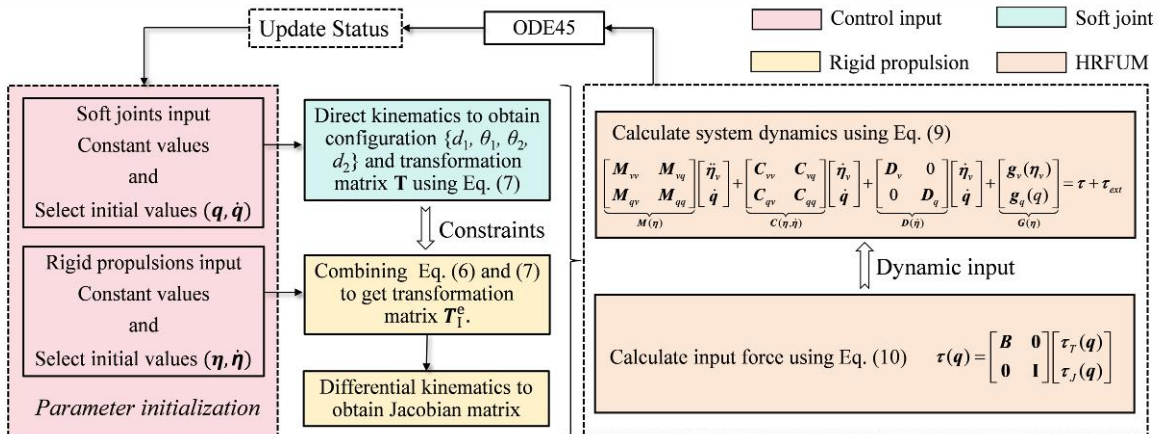 Update Status
ODE45
Control input
Soft joint
Rigid propulsion
HRFUM
Soft joints input
Constant values
and
Select initial values (q, q̇)
Rigid propulsions input
Constant values
and
Select initial values (η, η̇)
Parameter initialization
Direct kinematics to obtain
configuration {d₁, θ₁, θ₂,
d₂} and transformation
matrix T using Eq. (7)
Constraints
Combining Eq. (6) and (7)
to get transformation
matrix T_I^e.
Differential kinematics to
obtain Jacobian matrix
Calculate system dynamics using Eq. (9)
[M_vv M_vq; M_qv M_qq][η̈_v; q̈] + [C_vv C_vq; C_qv C_qq][η̇_v; q̇] + [D_v 0; 0 D_q][η̇_v; q̇] + [g_v(η_v); g_q(q)] = τ + τ_ext
M(η) C(η,η̇) D(η̇) G(η)
Dynamic input
Calculate input force using Eq. (10) τ(q) = [B 0; 0 I][τ_T(q); τ_J(q)]